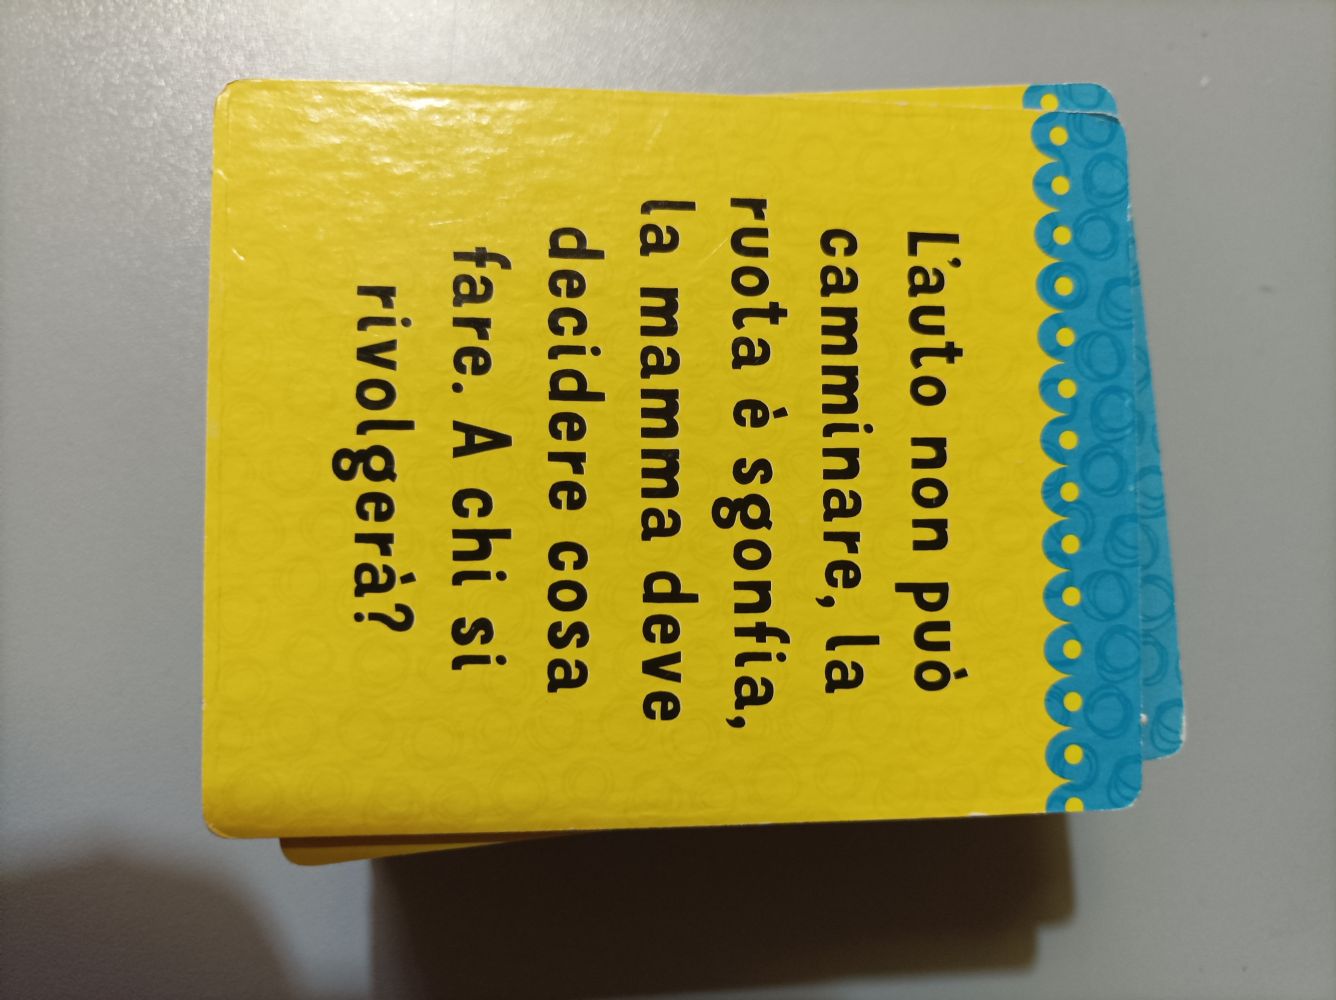 L'auto non può
camminare, la
ruota è sgonfia,
la mamma deve
decidere cosa
fare. A chi si
rivolgerà?